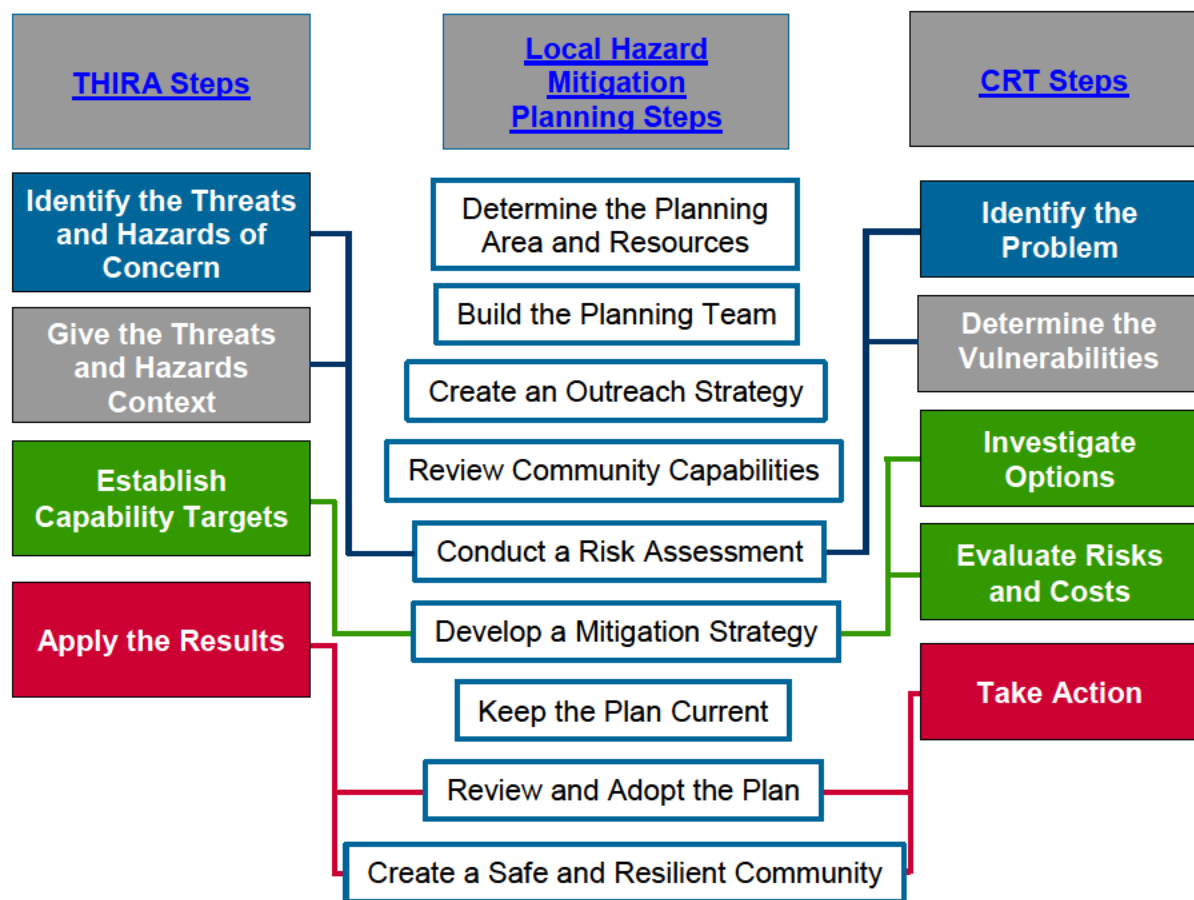 THIRA Steps
Identify the Threats
and Hazards of
Concern
Give the Threats
and Hazards
Context
Establish
Capability Targets
Apply the Results
Local Hazard
Mitigation
Planning Steps
Determine the Planning
Area and Resources
Build the Planning Team
Create an Outreach Strategy
Review Community Capabilities
Conduct a Risk Assessment
Develop a Mitigation Strategy
Keep the Plan Current
Review and Adopt the Plan
Create a Safe and Resilient Community
CRT Steps
Identify the
Problem
Determine the
Vulnerabilities
Investigate
Options
Evaluate Risks
and Costs
Take Action